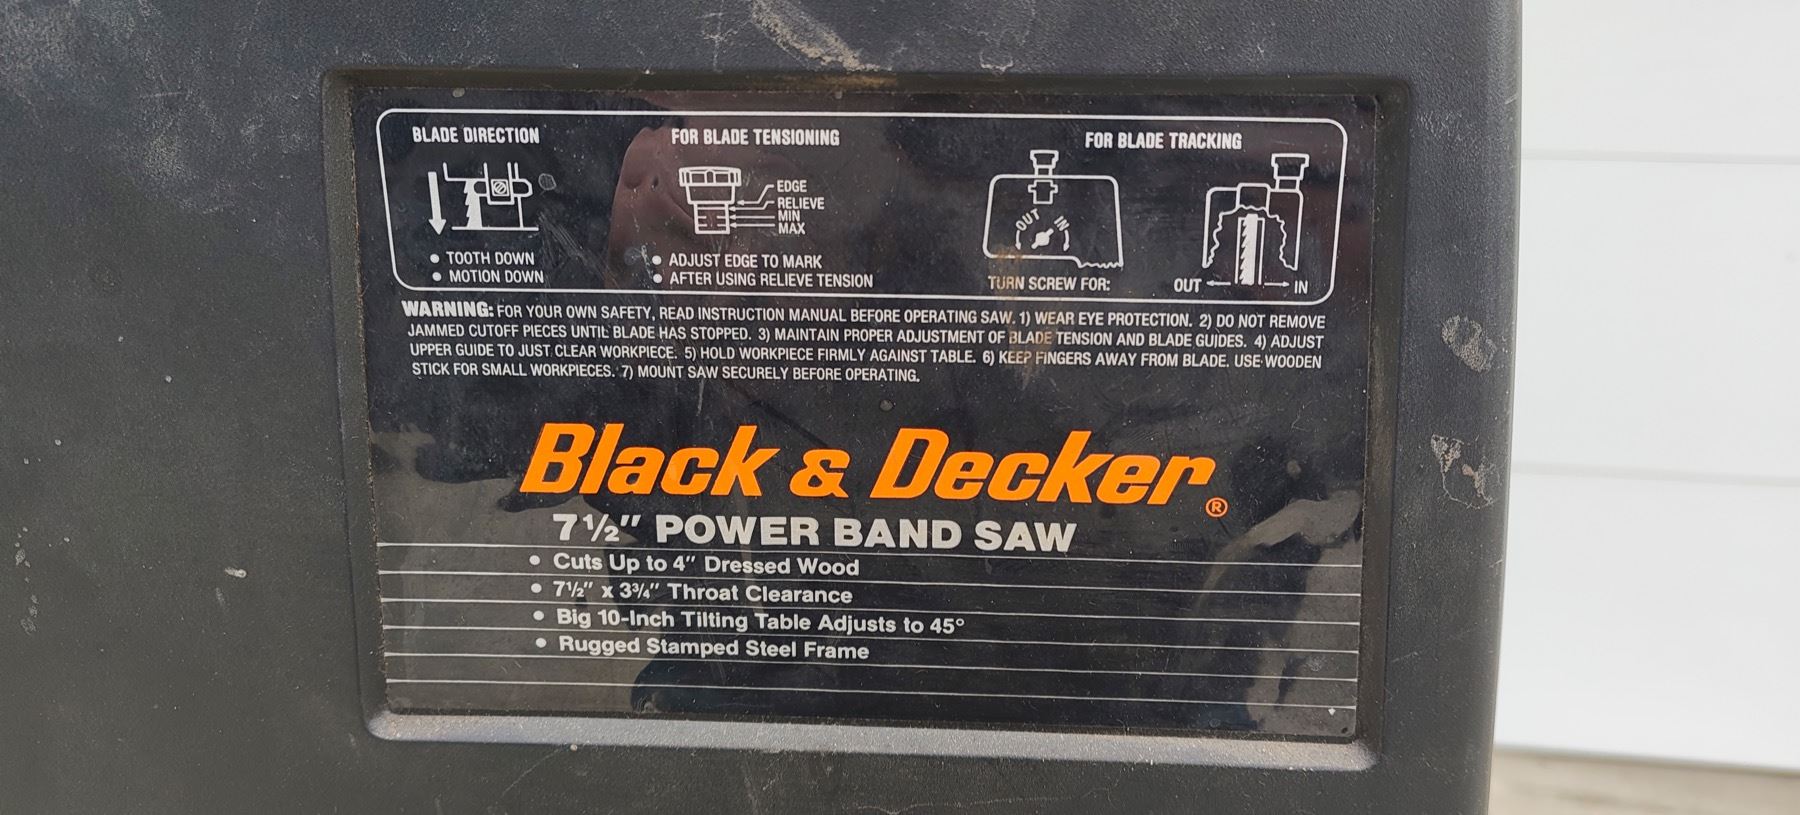 BLADE DIRECTION
TOOTH DOWN
MOTION DOWN
FOR BLADE TENSIONING
EDGE
RELIEVE
MIN
MAX
ADJUST EDGE TO MARK
AFTER USING RELIEVE TENSION
FOR BLADE TRACKING
OUT IN
TURN SCREW FOR:
OUT IN
WARNING: FOR YOUR OWN SAFETY, READ INSTRUCTION MANUAL BEFORE OPERATING SAW. 1) WEAR EYE PROTECTION. 2) DO NOT REMOVE
JAMMED CUTOFF PIECES UNTIL BLADE HAS STOPPED. 3) MAINTAIN PROPER ADJUSTMENT OF BLADE TENSION AND BLADE GUIDES. 4) ADJUST
UPPER GUIDE TO JUST CLEAR WORKPIECE. 5) HOLD WORKPIECE FIRMLY AGAINST TABLE. 6) KEEP FINGERS AWAY FROM BLADE. USE WOODEN
STICK FOR SMALL WORKPIECES. 7) MOUNT SAW SECURELY BEFORE OPERATING.
Black & Decker®
7½" POWER BAND SAW
• Cuts Up to 4" Dressed Wood
• 7½" x 3¾" Throat Clearance
• Big 10-Inch Tilting Table Adjusts to 45°
• Rugged Stamped Steel Frame